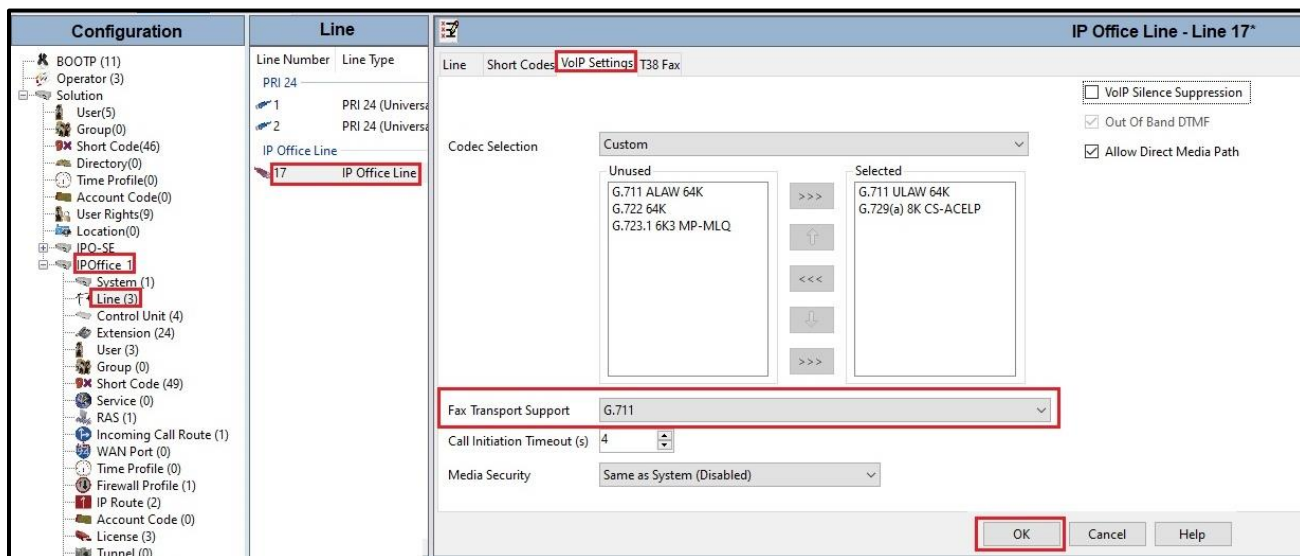 Configuration
BOOTP (11)
Operator (3)
Solution
User(5)
Group(0)
Short Code(46)
Directory(0)
Time Profile(0)
Account Code(0)
User Rights(9)
Location(0)
IPO-SE
IPOffice_1
System (1)
Line (3)
Control Unit (4)
Extension (24)
User (3)
Group (0)
Short Code (49)
Service (0)
RAS (1)
Incoming Call Route (1)
WAN Port (0)
Time Profile (0)
Firewall Profile (1)
IP Route (2)
Account Code (0)
License (3)
Tunnel (0)
Line
Line Number Line Type
PRI 24
1 PRI 24 (Universa
2 PRI 24 (Universa
IP Office Line
17 IP Office Line
IP Office Line - Line 17*
Line Short Codes VoIP Settings T38 Fax
VoIP Silence Suppression
Out Of Band DTMF
Allow Direct Media Path
Codec Selection Custom
Unused
G.711 ALAW 64K
G.722 64K
G.723.1 6K3 MP-MLQ
>>>
<<<
>>>
Selected
G.711 ULAW 64K
G.729(a) 8K CS-ACELP
Fax Transport Support G.711
Call Initiation Timeout (s) 4
Media Security Same as System (Disabled)
OK Cancel Help